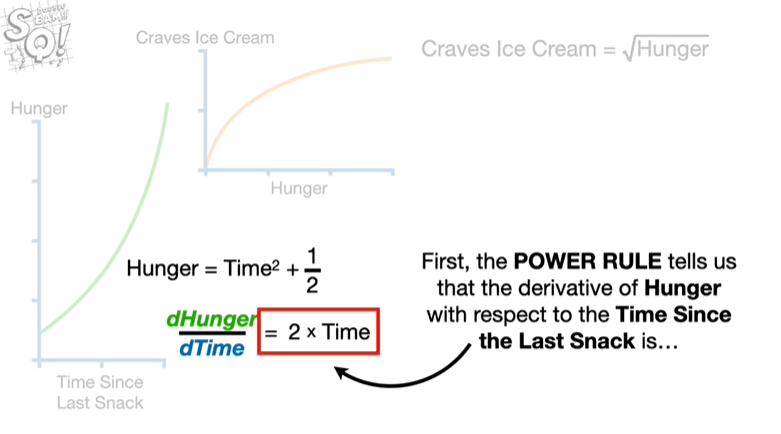 SQ!
Craves Ice Cream
Craves Ice Cream = √Hunger
Hunger
Hunger
Hunger = Time² + 1/2
dHunger/dTime = 2 × Time
First, the POWER RULE tells us
that the derivative of Hunger
with respect to the Time Since
the Last Snack is...
Time Since
Last Snack